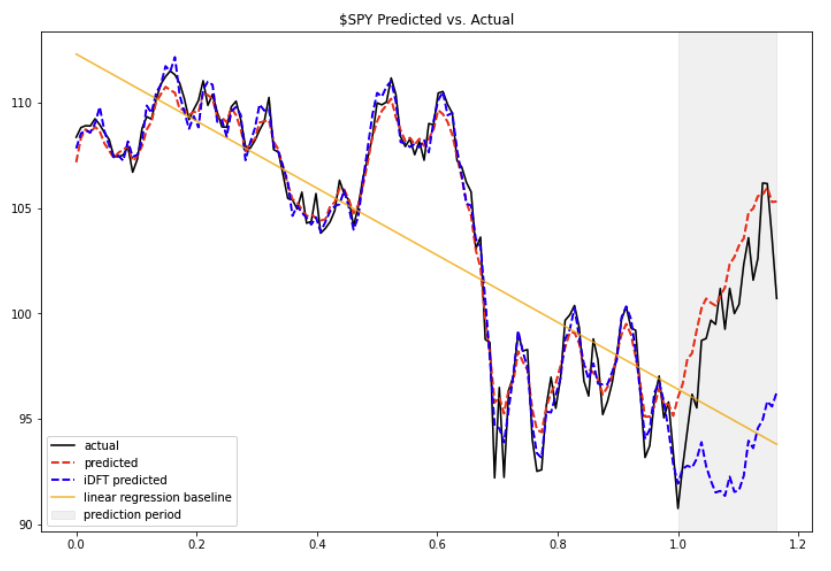 $SPY Predicted vs. Actual
110
105
100
95
90
actual
predicted
iDFT predicted
linear regression baseline
prediction period
0.0 0.2 0.4 0.6 0.8 1.0 1.2